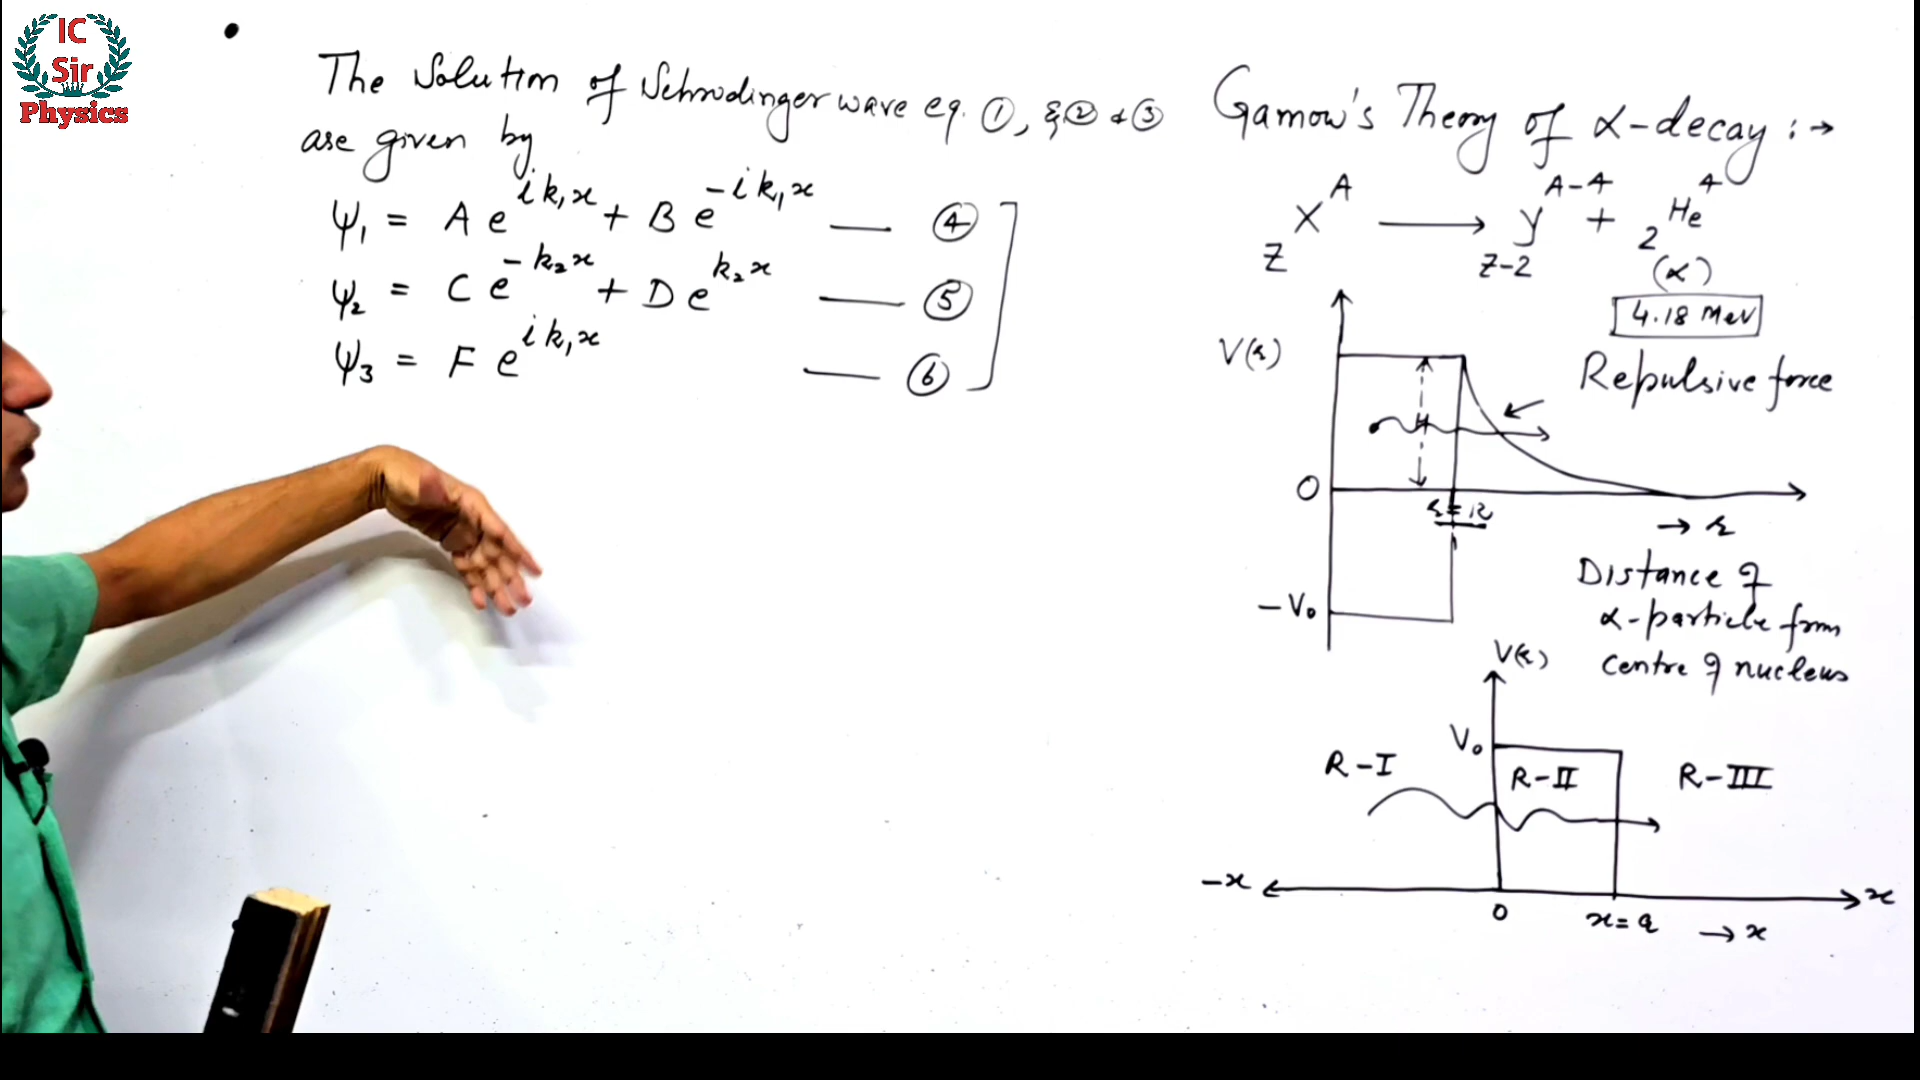 IC
Sir
Physics
The Solution of Schrodinger wave eq. ①, & ② & ③
are given by
ψ₁ = A e^{ik₁x} + B e^{-ik₁x} — ④
ψ₂ = C e^{-k₂x} + D e^{k₂x} — ⑤
ψ₃ = F e^{ik₁x} — ⑥
Gamow's Theory of α-decay :→
_Z X^A → _{Z-2} Y^{A-4} + _2 He^4
(α)
4.18 MeV
V(r)
Repulsive force
0
r = R
→ r
Distance of
α-particle from
centre of nucleus
-V₀
V(r)
V₀
R-I
R-II
R-III
-x
x
0
x = a
→ x